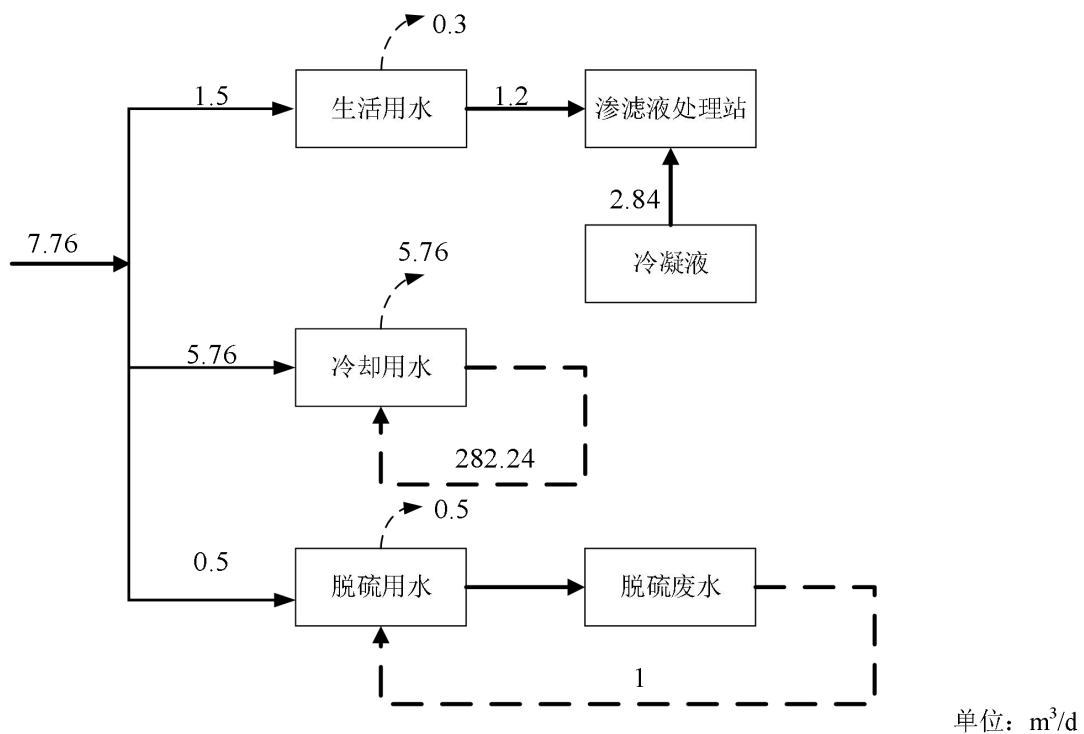 0.3
1.5
生活用水
1.2
渗滤液处理站
2.84
7.76
冷凝液
5.76
5.76
冷却用水
282.24
0.5
0.5
脱硫用水
脱硫废水
1
单位：m³/d